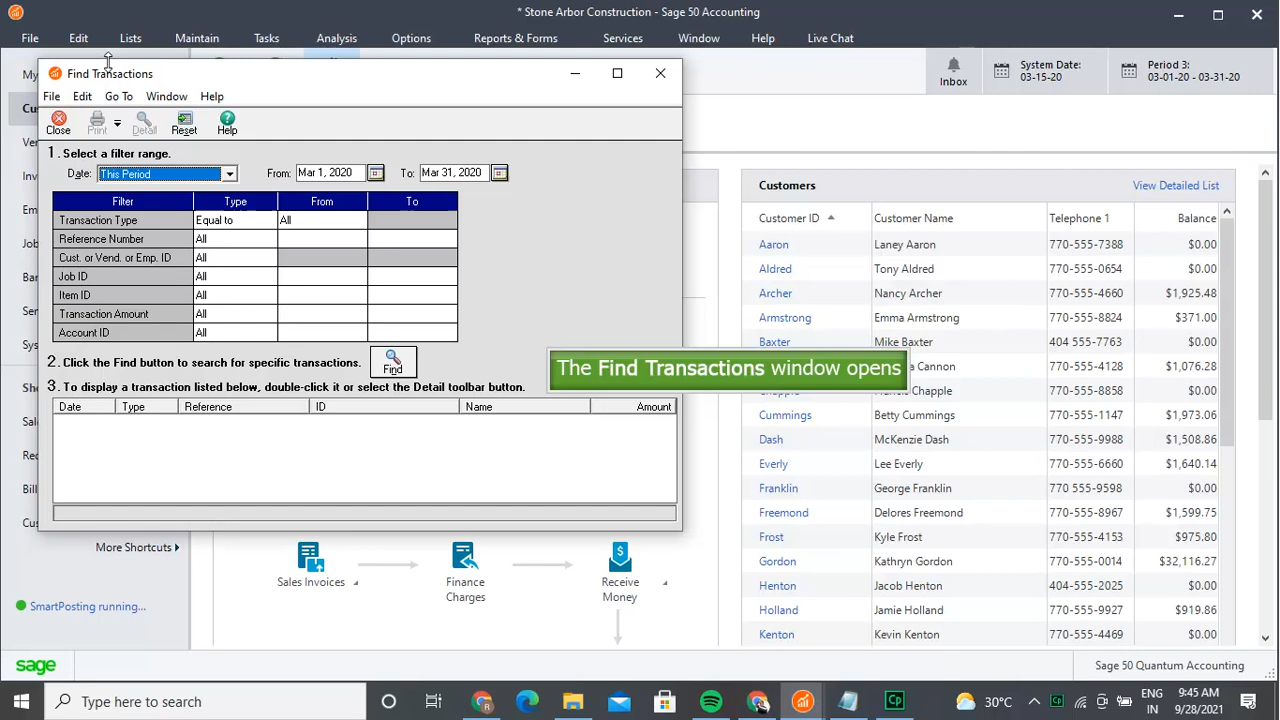 * Stone Arbor Construction - Sage 50 Accounting
File Edit Lists Maintain Tasks Analysis Options Reports & Forms Services Window Help Live Chat
Inbox
System Date:
03-15-20
Period 3:
03-01-20 - 03-31-20
Find Transactions
File Edit Go To Window Help
Close Print Detail Reset Help
1. Select a filter range.
Date: This Period From: Mar 1, 2020 To: Mar 31, 2020
Filter Type From To
Transaction Type Equal to All
Reference Number All
Cust. or Vend. or Emp. ID All
Job ID All
Item ID All
Transaction Amount All
Account ID All
2. Click the Find button to search for specific transactions.
Find
3. To display a transaction listed below, double-click it or select the Detail toolbar button.
Date Type Reference ID Name Amount
The Find Transactions window opens
Customers View Detailed List
Customer ID Customer Name Telephone 1 Balance
Aaron Laney Aaron 770-555-7388 $0.00
Aldred Tony Aldred 770-555-0654 $0.00
Archer Nancy Archer 770-555-4660 $1,925.48
Armstrong Emma Armstrong 770-555-8824 $371.00
Baxter Mike Baxter
Cannon 770-555-4128 $1,076.28
$0.00
Cummings Betty Cummings 770-555-1147 $1,973.06
Dash McKenzie Dash 770-555-9988 $1,508.86
Everly Lee Everly 770-555-6660 $1,640.14
Franklin George Franklin 770 555-9598 $0.00
Freemond Delores Freemond 770-555-8967 $1,599.75
Frost Kyle Frost 770-555-4153 $975.80
Gordon Kathryn Gordon 770-555-0014 $32,116.27
Henton Jacob Henton 404-555-2025 $0.00
Holland Jamie Holland 770-555-9927 $919.86
Kenton Kevin Kenton 770-555-4469 $0.00
My
Cu
Ver
Inv
Em
Job
Ban
Ser
Sys
Sho
Sal
Rec
Bill
Cus
More Shortcuts
SmartPosting running...
Sales Invoices
Finance
Charges
Receive
Money
sage
Sage 50 Quantum Accounting
Type here to search
30°C
ENG
IN
9:45 AM
9/28/2021